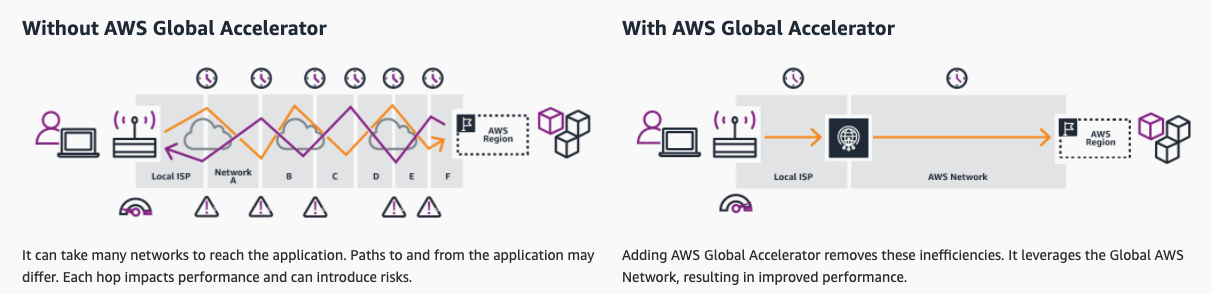 Without AWS Global Accelerator
AWS
Region
Local ISP
Network
A
B
C
D
E
F
It can take many networks to reach the application. Paths to and from the application may
differ. Each hop impacts performance and can introduce risks.
With AWS Global Accelerator
AWS
Region
Local ISP
AWS Network
Adding AWS Global Accelerator removes these inefficiencies. It leverages the Global AWS
Network, resulting in improved performance.